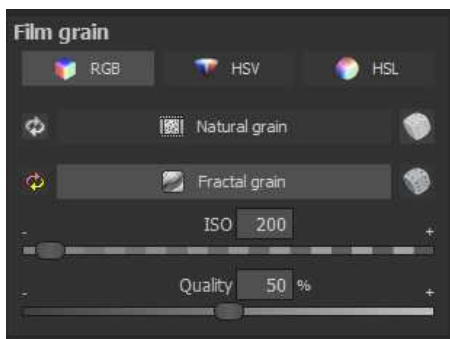 Film grain
RGB HSV HSL
Natural grain
Fractal grain
- ISO 200 +
- Quality 50 % +